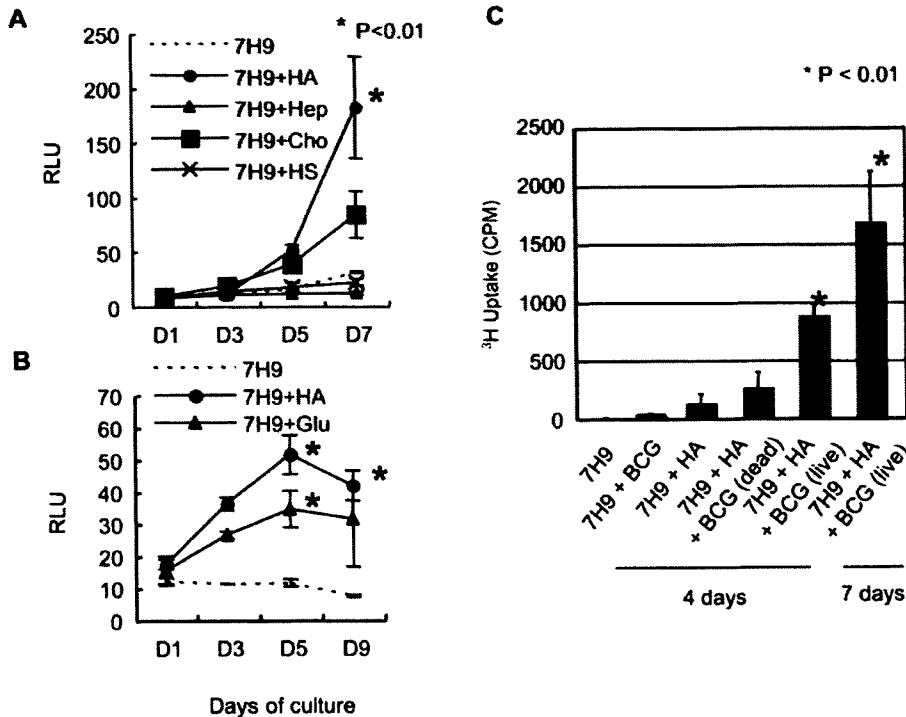 A
* P<0.01
7H9
7H9+HA
7H9+Hep
7H9+Cho
7H9+HS
250
200
150
100
50
0
RLU
*
D1 D3 D5 D7
B
7H9
7H9+HA
7H9+Glu
70
60
50
40
30
20
10
0
RLU
* *
*
D1 D3 D5 D9
Days of culture
C
* P < 0.01
2500
2000
1500
1000
500
0
³H Uptake (CPM)
*
*
7H9
7H9 + BCG
7H9 + HA
7H9 + HA
+ BCG (dead)
7H9 + HA
+ BCG (live)
7H9 + HA
+ BCG (live)
4 days
7 days